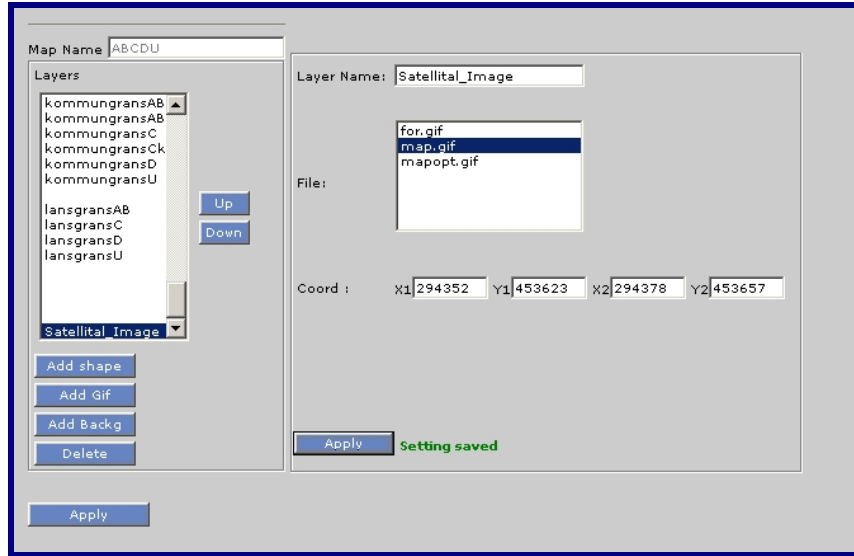 Map Name ABCDU
Layers
kommungransAB
kommungransAB
kommungransC
kommungransCk
kommungransD
kommungransU
lansgransAB
lansgransC
lansgransD
lansgransU
Satellital_Image
Up
Down
Add shape
Add Gif
Add Backg
Delete
Layer Name: Satellital_Image
File:
for.gif
map.gif
mapopt.gif
Coord : X1 294352 Y1 453623 X2 294378 Y2 453657
Apply Setting saved
Apply